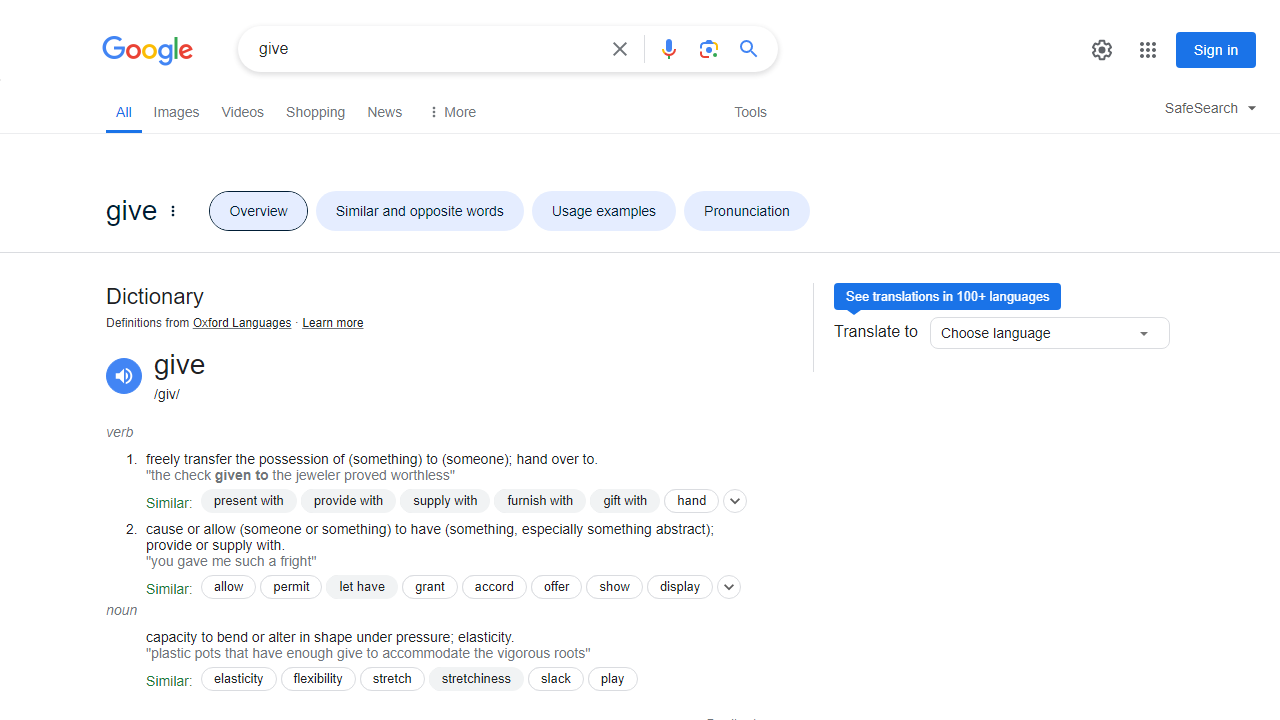 Google
give
Sign in
All
Images
Videos
Shopping
News
More
Tools
SafeSearch
give
Overview
Similar and opposite words
Usage examples
Pronunciation
Dictionary
Definitions from Oxford Languages · Learn more
See translations in 100+ languages
Translate to
Choose language
give
/giv/
verb
1. freely transfer the possession of (something) to (someone); hand over to.
"the check given to the jeweler proved worthless"
Similar: present with provide with supply with furnish with gift with hand
2. cause or allow (someone or something) to have (something, especially something abstract);
provide or supply with.
"you gave me such a fright"
Similar: allow permit let have grant accord offer show display
noun
capacity to bend or alter in shape under pressure; elasticity.
"plastic pots that have enough give to accommodate the vigorous roots"
Similar: elasticity flexibility stretch stretchiness slack play